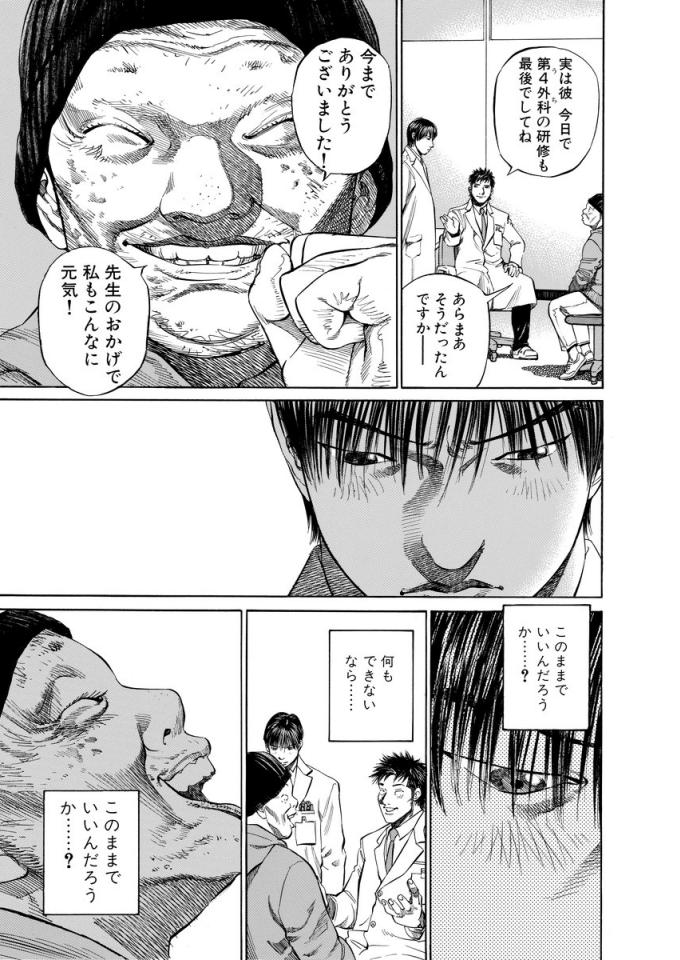 実は彼 今日で
第4外科の研修も
うち
最後でしてね
あらまあ
そうだったん
ですか──
今まで
ありがとう
ございました!
先生のおかげで
私もこんなに
元気!
このままで
いいんだろう
か……?
何も
できない
なら……
このままで
いいんだろう
か……?